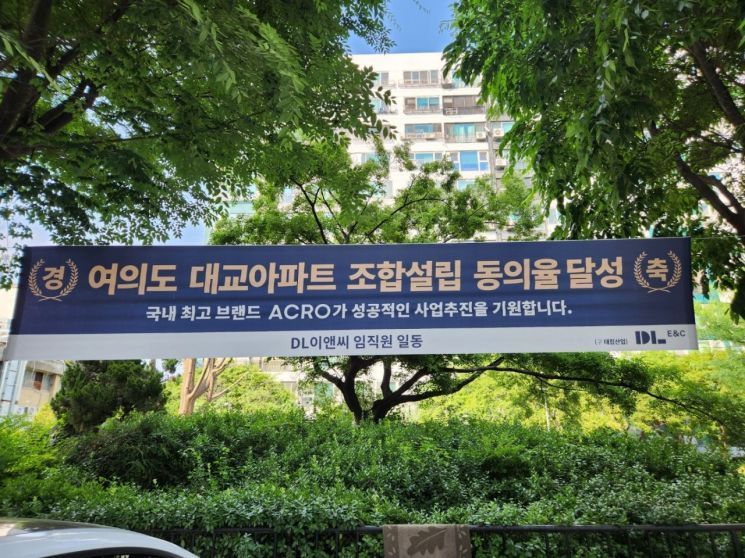 경 여의도 대교아파트 조합설립 동의율 달성 축
국내 최고 브랜드 ACRO가 성공적인 사업추진을 기원합니다.
DL이앤씨 임직원 일동
(구 대림산업) DL E&C